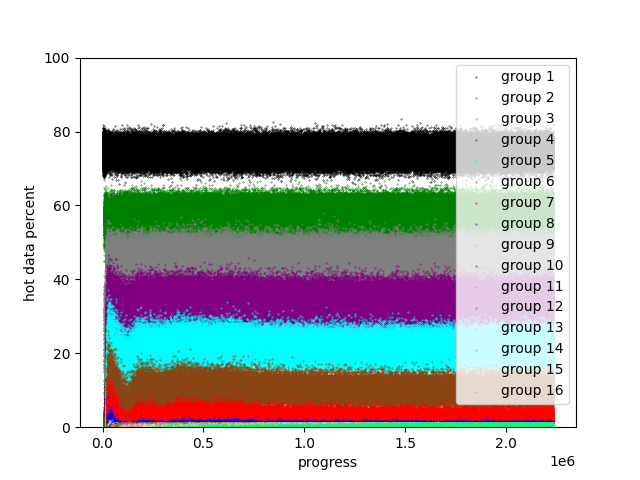 100
80
60
40
20
0
hot data percent
0.0 0.5 1.0 1.5 2.0
1e6
progress
group 1
group 2
group 3
group 4
group 5
group 6
group 7
group 8
group 9
group 10
group 11
group 12
group 13
group 14
group 15
group 16